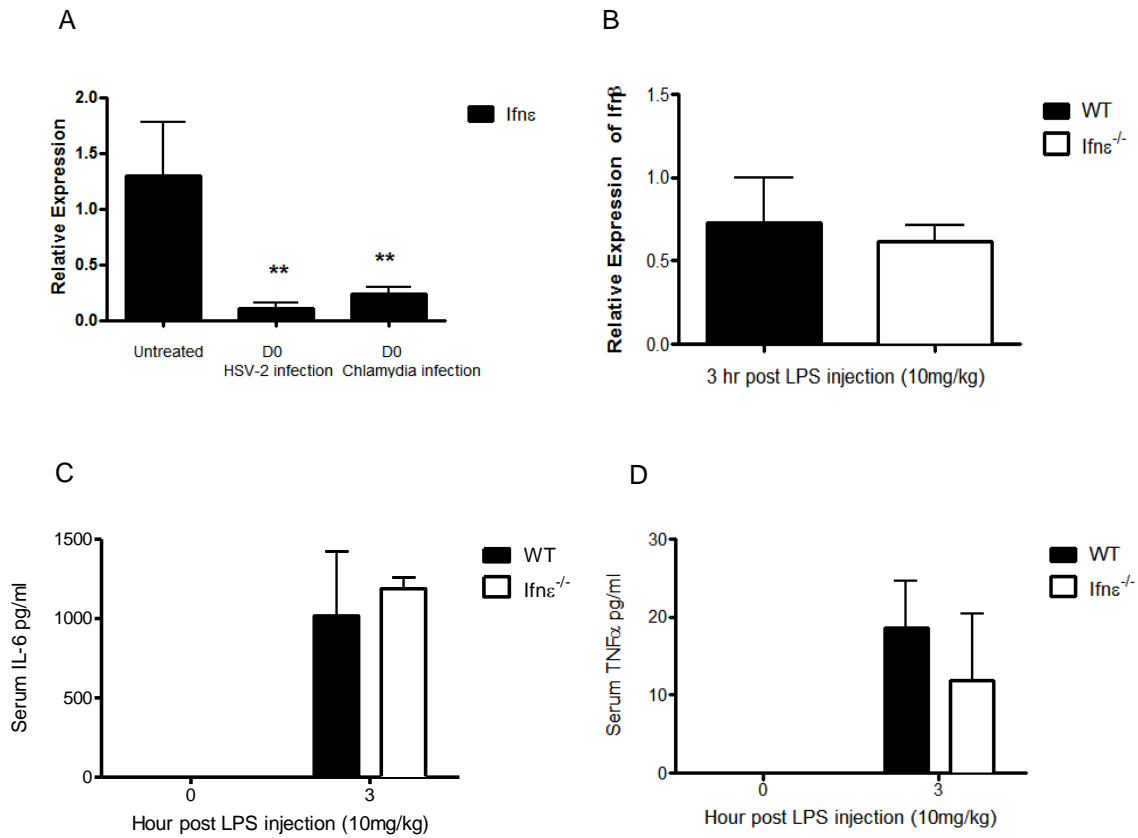 A
Relative Expression
2.0
1.5
1.0
0.5
0.0
Untreated
D0
HSV-2 infection
D0
Chlamydia infection
**
**
Ifnε
B
Relative Expression of Ifnβ
1.5
1.0
0.5
0.0
3 hr post LPS injection (10mg/kg)
WT
Ifnε-/-
C
Serum IL-6 pg/ml
1500
1000
500
0
0
3
Hour post LPS injection (10mg/kg)
WT
Ifnε-/-
D
Serum TNFα pg/ml
30
20
10
0
0
3
Hour post LPS injection (10mg/kg)
WT
Ifnε-/-